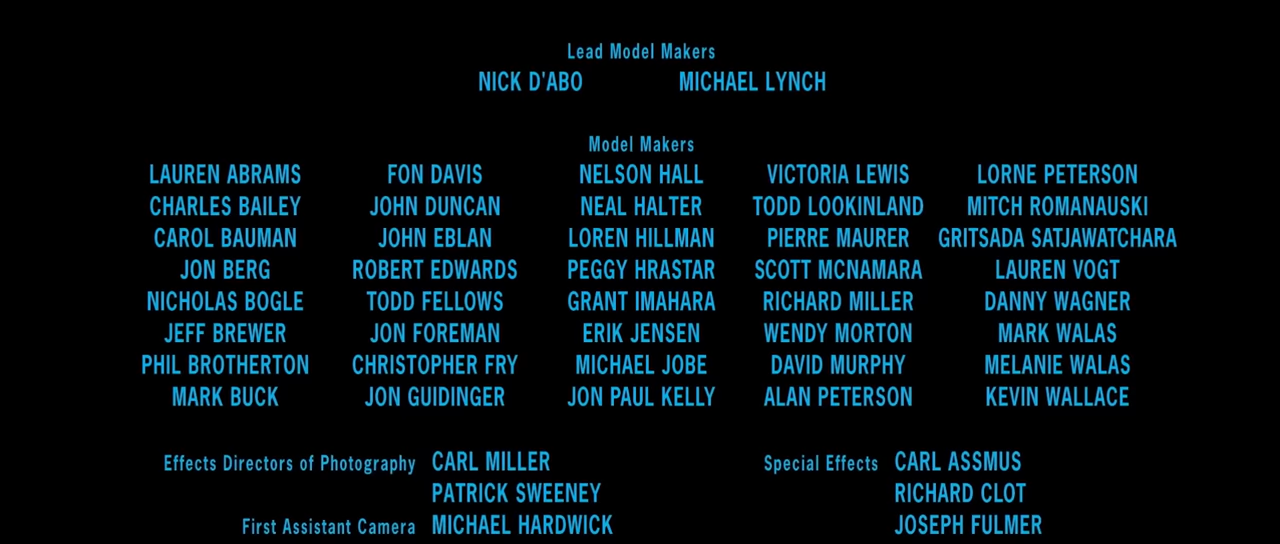 Lead Model Makers
NICK D'ABO MICHAEL LYNCH
Model Makers
LAUREN ABRAMS FON DAVIS NELSON HALL VICTORIA LEWIS LORNE PETERSON
CHARLES BAILEY JOHN DUNCAN NEAL HALTER TODD LOOKINLAND MITCH ROMANAUSKI
CAROL BAUMAN JOHN EBLAN LOREN HILLMAN PIERRE MAURER GRITSADA SATJAWATCHARA
JON BERG ROBERT EDWARDS PEGGY HRASTAR SCOTT MCNAMARA LAUREN VOGT
NICHOLAS BOGLE TODD FELLOWS GRANT IMAHARA RICHARD MILLER DANNY WAGNER
JEFF BREWER JON FOREMAN ERIK JENSEN WENDY MORTON MARK WALAS
PHIL BROTHERTON CHRISTOPHER FRY MICHAEL JOBE DAVID MURPHY MELANIE WALAS
MARK BUCK JON GUIDINGER JON PAUL KELLY ALAN PETERSON KEVIN WALLACE
Effects Directors of Photography CARL MILLER Special Effects CARL ASSMUS
PATRICK SWEENEY RICHARD CLOT
First Assistant Camera MICHAEL HARDWICK JOSEPH FULMER